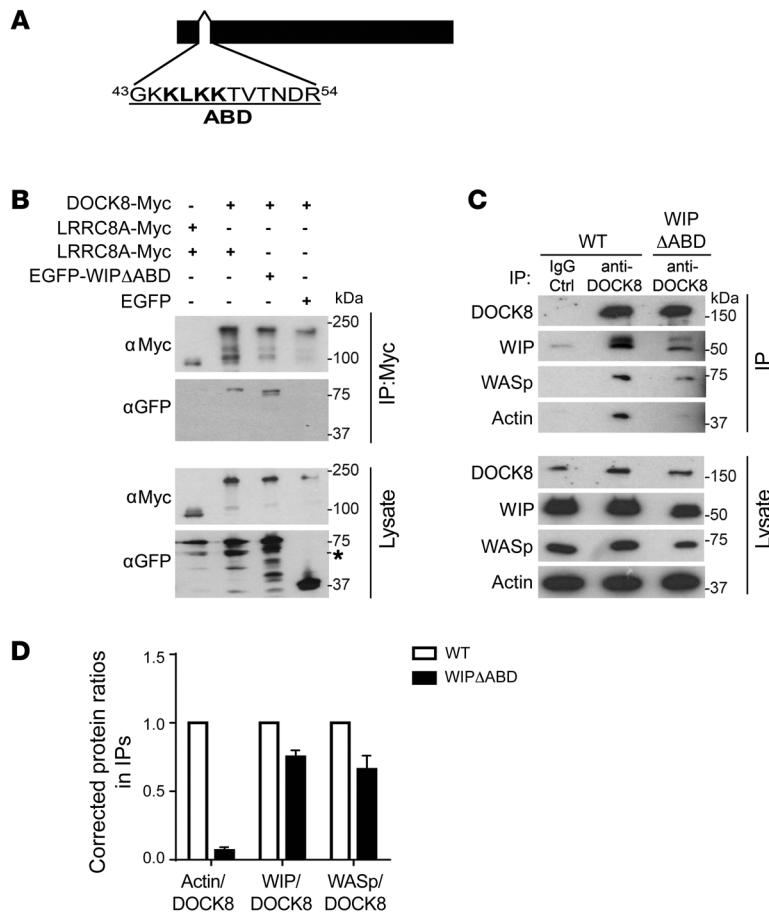 A
⁴³GKKLKKTVTNDR⁵⁴
ABD
B
DOCK8-Myc - + + +
LRRC8A-Myc + - - -
LRRC8A-Myc + + - -
EGFP-WIPΔABD - - + -
EGFP - - - +
kDa
αMyc
-250
-100
αGFP
-75
-37
IP:Myc
αMyc
-250
-100
αGFP
-75
*
-37
Lysate
C
WT
WIP
ΔABD
IP:
IgG
Ctrl
anti-
DOCK8
anti-
DOCK8
kDa
DOCK8
-150
WIP
-50
WASp
-75
Actin
-37
IP
DOCK8
-150
WIP
-50
WASp
-75
Actin
-37
Lysate
D
Corrected protein ratios
in IPs
1.5
1.0
0.5
0.0
Actin/
DOCK8
WIP/
DOCK8
WASp/
DOCK8
WT
WIPΔABD